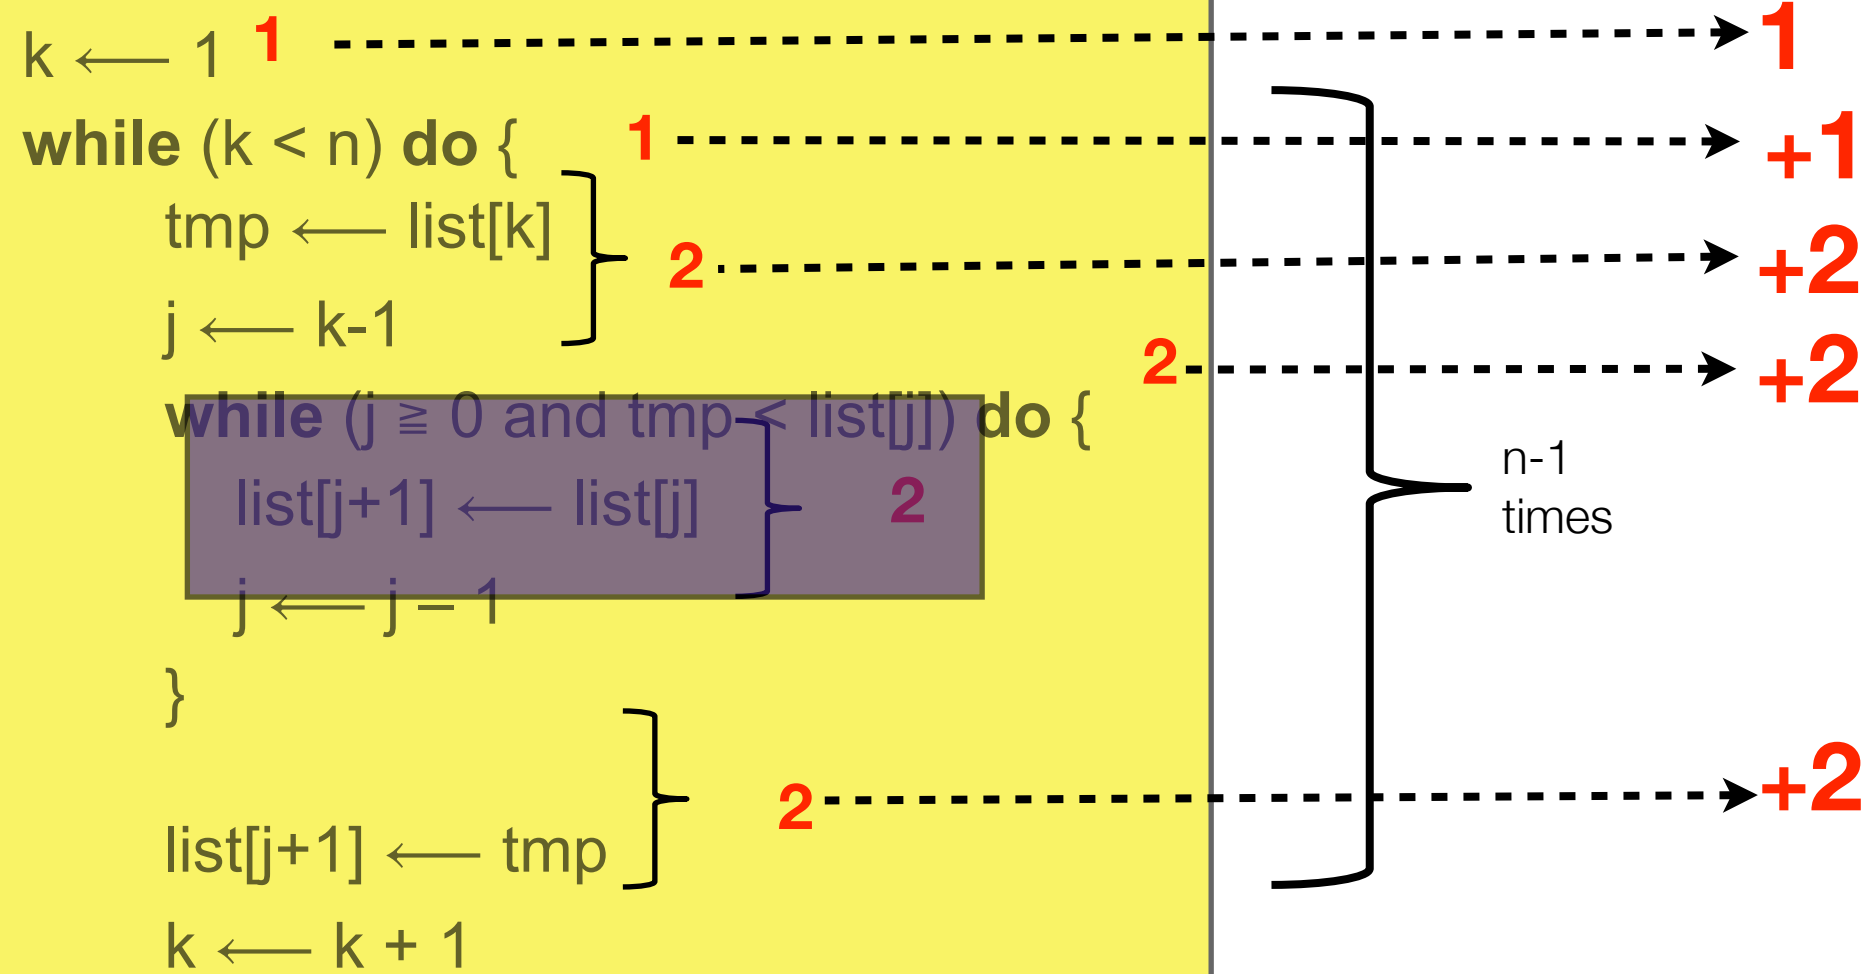 k ⟵ 1 1 1
while (k < n) do { 1 +1
tmp ⟵ list[k]
2 +2
j ⟵ k-1
2 +2
while (j ≧ 0 and tmp < list[j]) do {
n-1
times
list[j+1] ⟵ list[j] 2
j ⟵ j – 1
}
2 +2
list[j+1] ⟵ tmp
k ⟵ k + 1